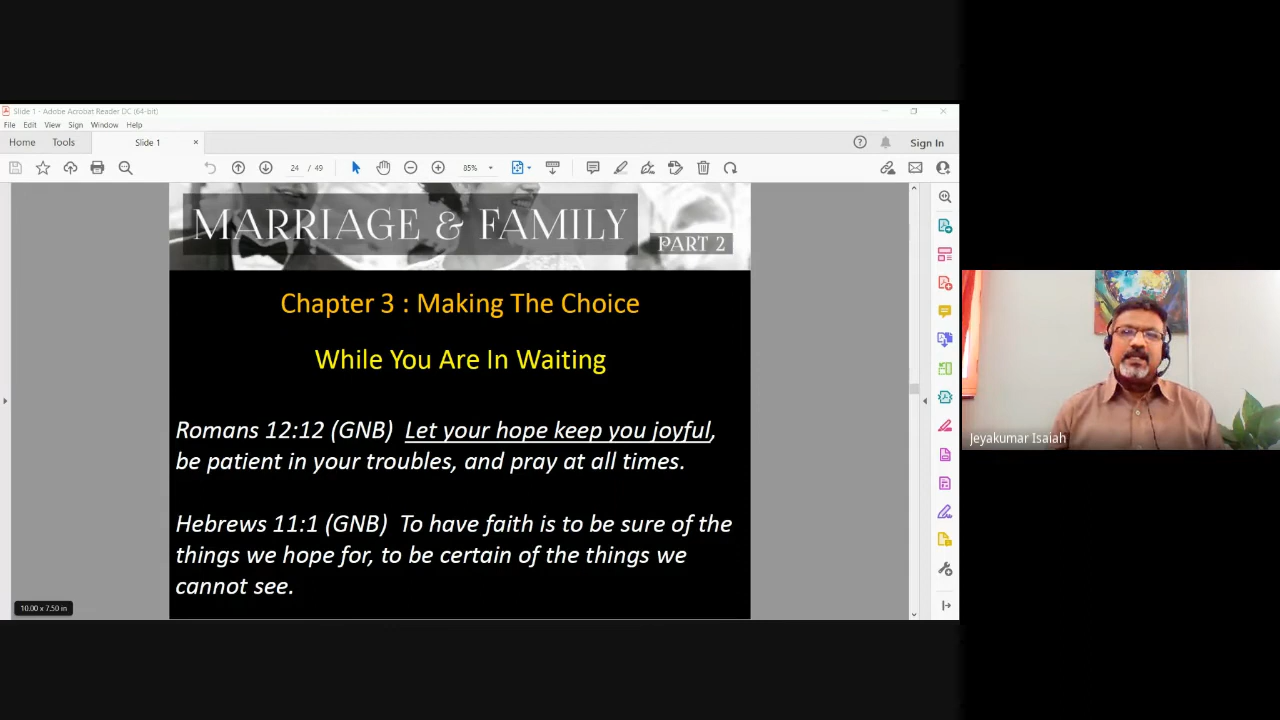 Slide 1 - Adobe Acrobat Reader DC (64-bit)
File Edit View Sign Window Help
Home Tools Slide 1 × Sign In
24 / 49 85%
MARRIAGE & FAMILY
PART 2
Chapter 3 : Making The Choice
While You Are In Waiting
Romans 12:12 (GNB) Let your hope keep you joyful,
be patient in your troubles, and pray at all times.
Hebrews 11:1 (GNB) To have faith is to be sure of the
things we hope for, to be certain of the things we
cannot see.
10.00 x 7.50 in
Jeyakumar Isaiah